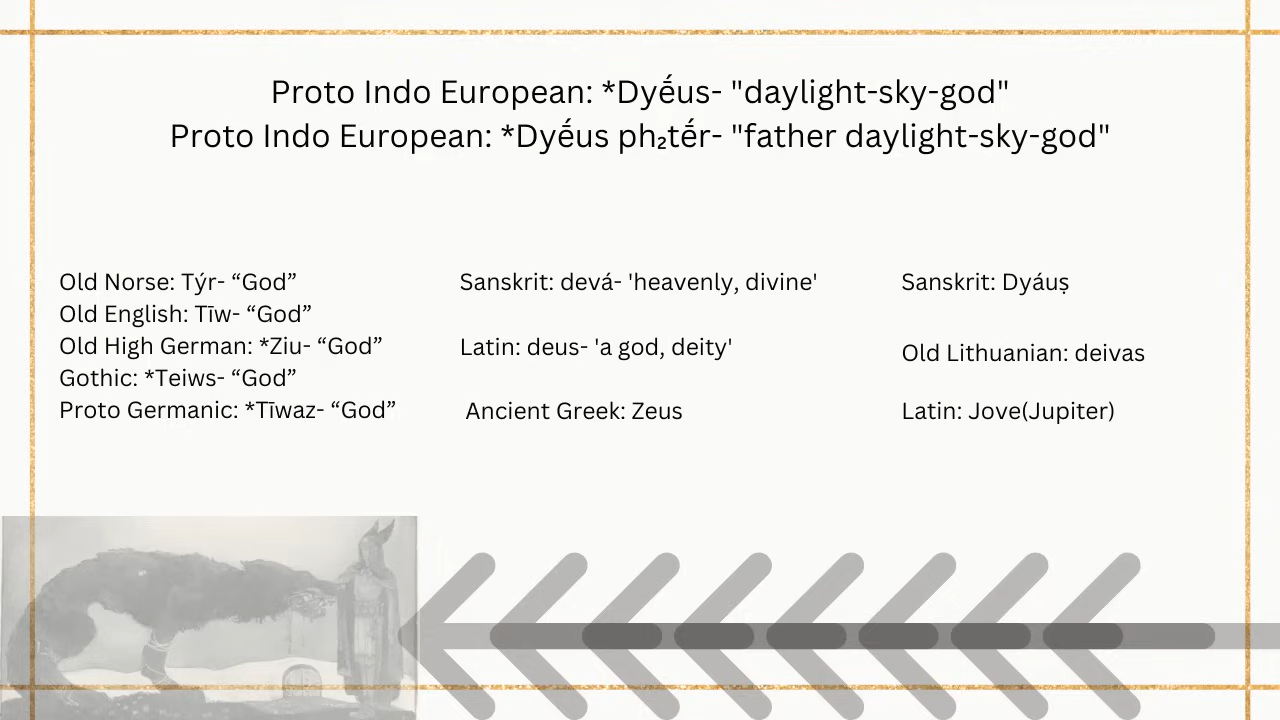 Proto Indo European: *Dyḗus- "daylight-sky-god"
Proto Indo European: *Dyḗus ph₂tḗr- "father daylight-sky-god"
Old Norse: Týr- “God”
Old English: Tīw- “God”
Old High German: *Ziu- “God”
Gothic: *Teiws- “God”
Proto Germanic: *Tīwaz- “God”
Sanskrit: devá- 'heavenly, divine'
Latin: deus- 'a god, deity'
Ancient Greek: Zeus
Sanskrit: Dyáuṣ
Old Lithuanian: deivas
Latin: Jove(Jupiter)